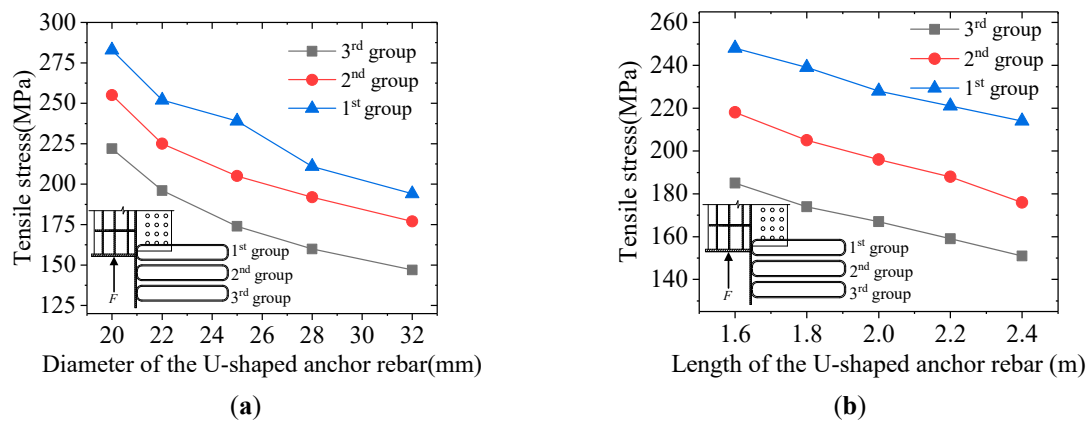 Tensile stress(MPa)
300
275
250
225
200
175
150
125
3rd group
2nd group
1st group
F
1st group
2nd group
3rd group
20 22 24 26 28 30 32
Diameter of the U-shaped anchor rebar(mm)
(a)
Tensile stress(MPa)
260
240
220
200
180
160
140
3rd group
2nd group
1st group
F
1st group
2nd group
3rd group
1.6 1.8 2.0 2.2 2.4
Length of the U-shaped anchor rebar (m)
(b)